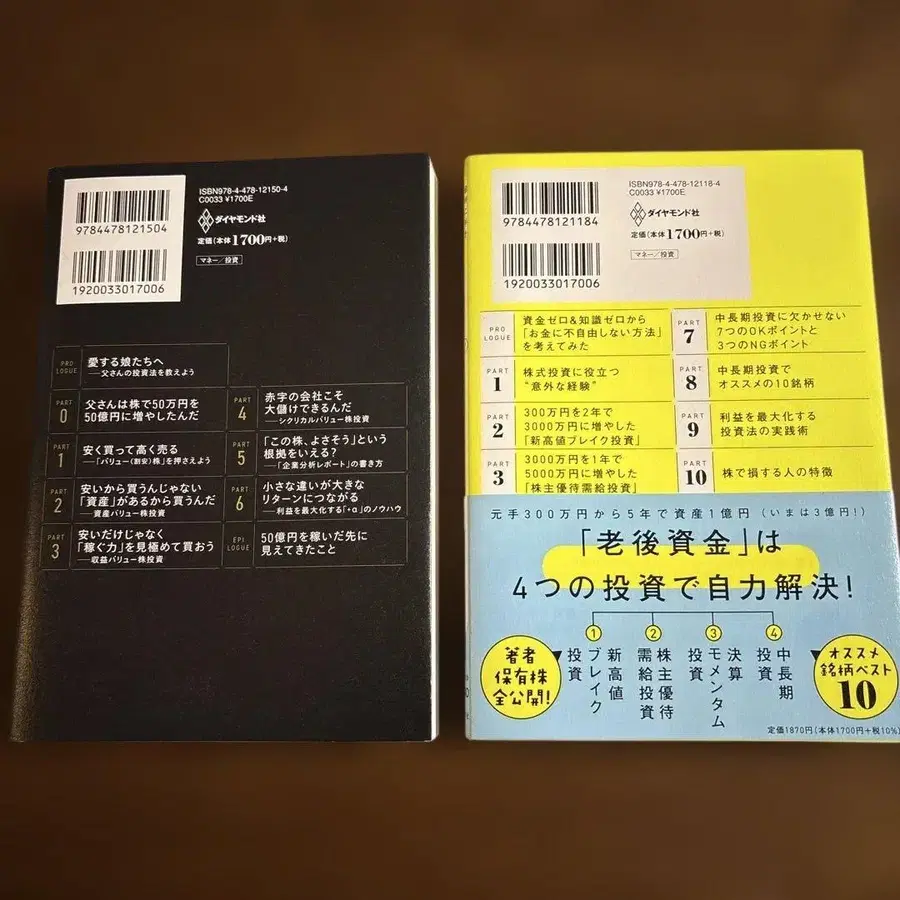 9784478121504
1920033017006
ISBN978-4-478-12150-4
C0033 ¥1700E
ダイヤモンド社
定価(本体1700円+税)
マネー/投資
PRO
LOGUE
愛する娘たちへ
――父さんの投資法を教えよう
PART
0
父さんは株で50万円を
50億円に増やしたんだ
PART
1
安く買って高く売る
――「バリュー(割安)株」を押さえよう
PART
2
安いから買うんじゃない
「資産」があるから買うんだ
――資産バリュー株投資
PART
3
安いだけじゃなく
「稼ぐ力」を見極めて買おう
――収益バリュー株投資
PART
4
赤字の会社こそ
大儲けできるんだ
――シクリカルバリュー株投資
PART
5
「この株、よさそう」という
根拠をいえる?
――「企業分析レポート」の書き方
PART
6
小さな違いが大きな
リターンにつながる
――利益を最大化する「+α」のノウハウ
EPI
LOGUE
50億円を稼いだ先に
見えてきたこと
9784478121184
1920033017006
ISBN978-4-478-12118-4
C0033 ¥1700E
ダイヤモンド社
定価(本体1700円+税)
マネー/投資
PRO
LOGUE
資金ゼロ&知識ゼロから
「お金に不自由しない方法」
を考えてみた
PART
1
株式投資に役立つ
“意外な経験”
PART
2
300万円を2年で
3000万円に増やした
「新高値ブレイク投資」
PART
3
3000万円を1年で
5000万円に増やした
「株主優待需給投資」
PART
7
中長期投資に欠かせない
7つのOKポイントと
3つのNGポイント
PART
8
中長期投資で
オススメの10銘柄
PART
9
利益を最大化する
投資法の実践術
PART
10
株で損する人の特徴
元手300万円から5年で資産1億円(いまは3億円!)
「老後資金」は
4つの投資で自力解決!
1
新高値
ブレイク
投資
2
株主優待
需給投資
3
決算
モメンタム
投資
4
中長期
投資
著者
保有株
全公開!
オススメ
銘柄ベスト
10
定価1870円(本体1700円+税10%)